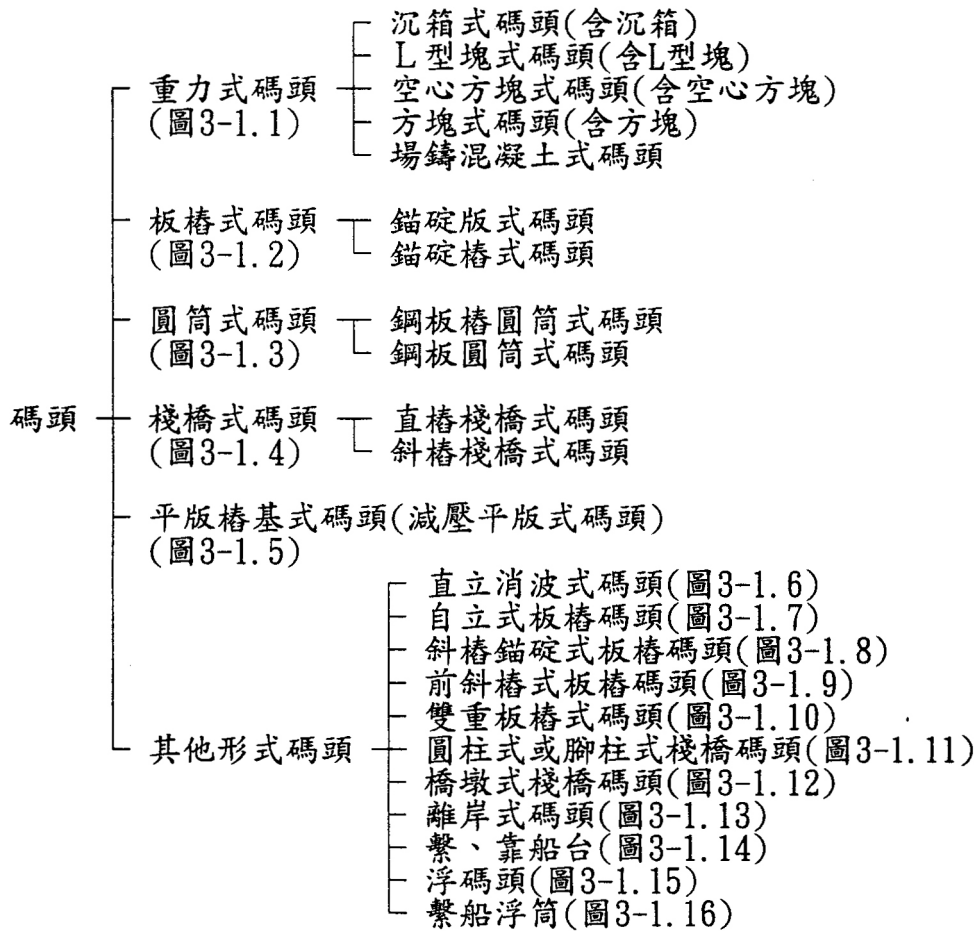 沉箱式碼頭(含沉箱)
L型塊式碼頭(含L型塊)
重力式碼頭
空心方塊式碼頭(含空心方塊)
(圖3-1.1)
方塊式碼頭(含方塊)
場鑄混凝土式碼頭
板樁式碼頭
錨碇版式碼頭
(圖3-1.2)
錨碇樁式碼頭
圓筒式碼頭
鋼板樁圓筒式碼頭
(圖3-1.3)
鋼板圓筒式碼頭
碼頭
棧橋式碼頭
直樁棧橋式碼頭
(圖3-1.4)
斜樁棧橋式碼頭
平版樁基式碼頭(減壓平版式碼頭)
(圖3-1.5)
直立消波式碼頭(圖3-1.6)
自立式板樁碼頭(圖3-1.7)
斜樁錨碇式板樁碼頭(圖3-1.8)
前斜樁式板樁碼頭(圖3-1.9)
雙重板樁式碼頭(圖3-1.10)
其他形式碼頭
圓柱式或腳柱式棧橋碼頭(圖3-1.11)
橋墩式棧橋碼頭(圖3-1.12)
離岸式碼頭(圖3-1.13)
繫、靠船台(圖3-1.14)
浮碼頭(圖3-1.15)
繫船浮筒(圖3-1.16)